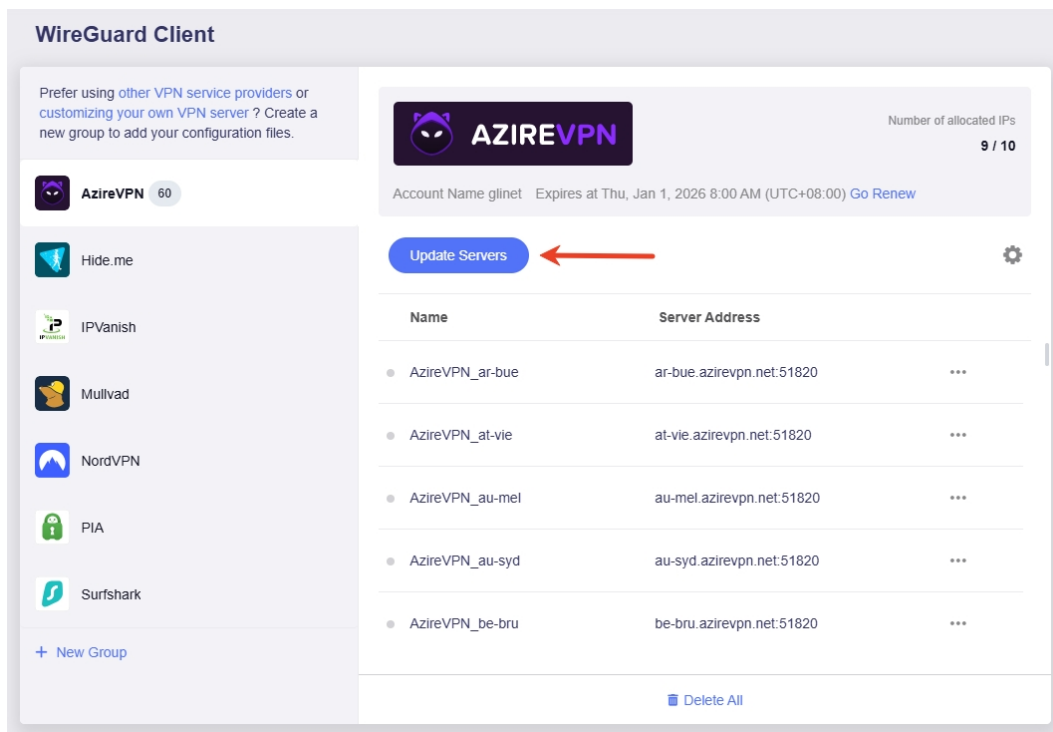 WireGuard Client
Prefer using other VPN service providers or
customizing your own VPN server ? Create a
new group to add your configuration files.
AzireVPN 60
Hide.me
IPVANISH
IPVanish
Mullvad
NordVPN
PIA
Surfshark
+ New Group
AZIREVPN
Number of allocated IPs
9 / 10
Account Name glinet Expires at Thu, Jan 1, 2026 8:00 AM (UTC+08:00) Go Renew
Update Servers
Name Server Address
AzireVPN_ar-bue ar-bue.azirevpn.net:51820
AzireVPN_at-vie at-vie.azirevpn.net:51820
AzireVPN_au-mel au-mel.azirevpn.net:51820
AzireVPN_au-syd au-syd.azirevpn.net:51820
AzireVPN_be-bru be-bru.azirevpn.net:51820
Delete All